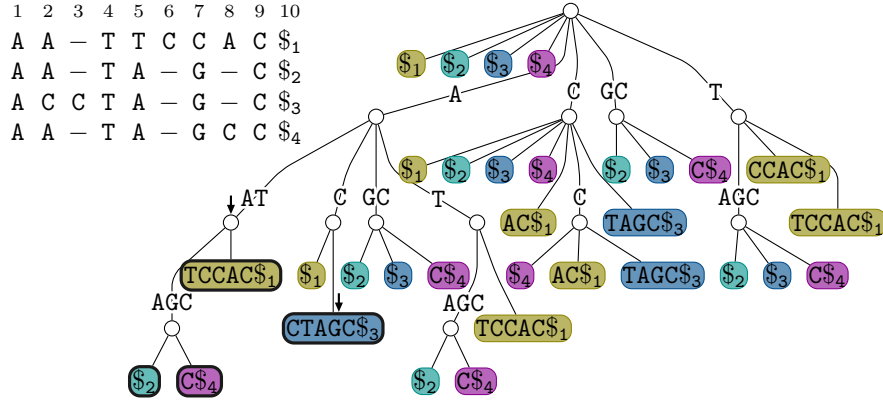 1 2 3 4 5 6 7 8 9 10
A A – T T C C A C $₁
A A – T A – G – C $₂
A C C T A – G – C $₃
A A – T A – G C C $₄
$₁ $₂ $₃ $₄
A C GC T
$₁ $₂ $₃ $₄ $₂ $₃ C$₄ CCAC$₁
AT C GC T AGC
AC$₁ C TAGC$₃ TCCAC$₁
TCCAC$₁ $₁ $₂ $₃ C$₄ $₄ AC$₁ TAGC$₃ $₂ $₃ C$₄
AGC AGC
CTAGC$₃ TCCAC$₁
$₂ C$₄ $₂ C$₄